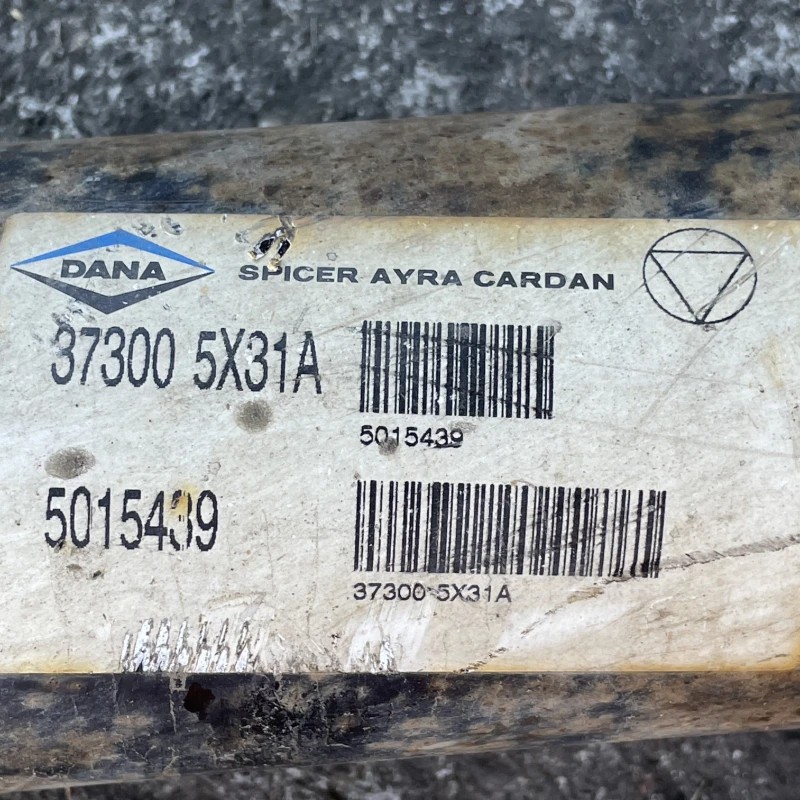 DANA SPICER AYRA CARDAN
37300 5X31A
5015439
5015439
37300 5X31A